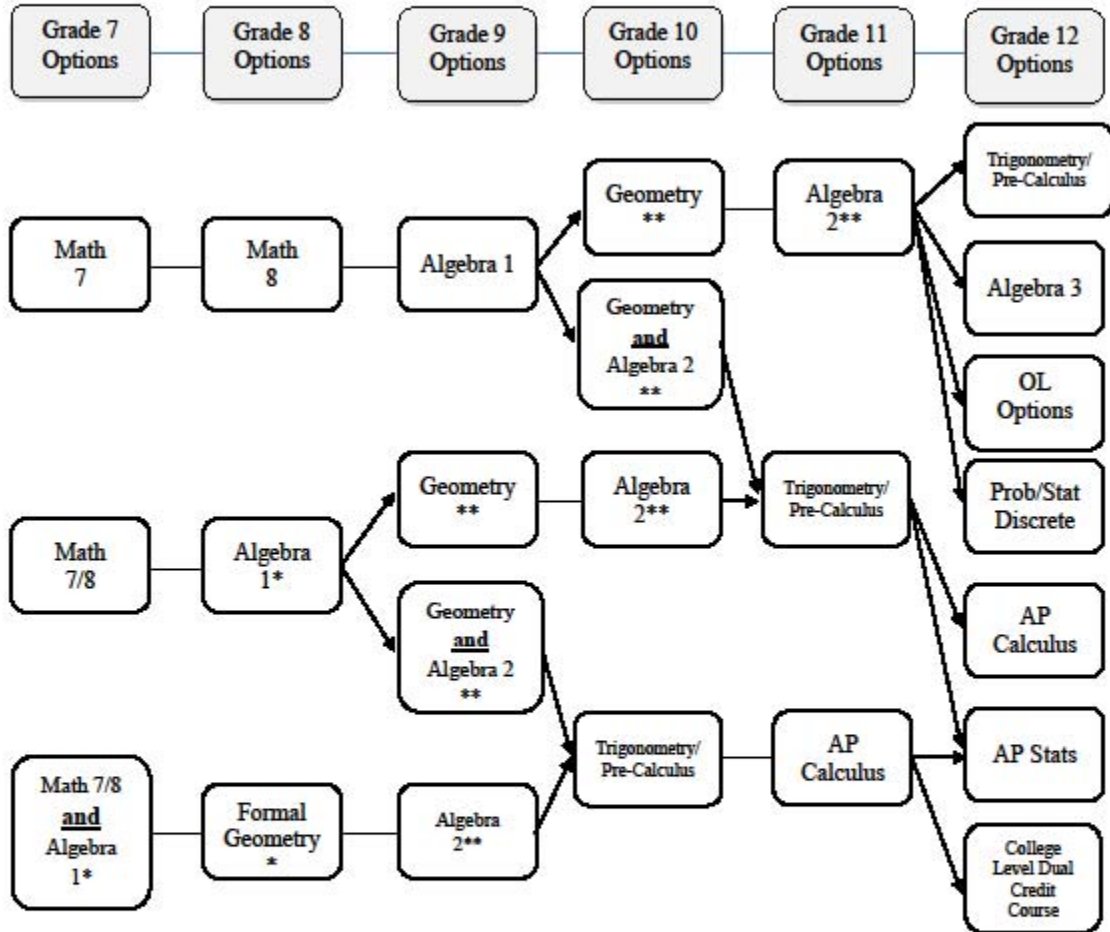 Grade 7
Options
Grade 8
Options
Grade 9
Options
Grade 10
Options
Grade 11
Options
Grade 12
Options
Math
7
Math
8
Algebra 1
Geometry
**
Algebra
2**
Trigonometry/
Pre-Calculus
Algebra 3
Geometry
and
Algebra 2
**
OL
Options
Prob/Stat
Discrete
Math
7/8
Algebra
1*
Geometry
**
Algebra
2**
Trigonometry/
Pre-Calculus
AP
Calculus
Geometry
and
Algebra 2
**
Math 7/8
and
Algebra
1*
Formal
Geometry
*
Algebra
2**
Trigonometry/
Pre-Calculus
AP
Calculus
AP Stats
College
Level Dual
Credit
Course